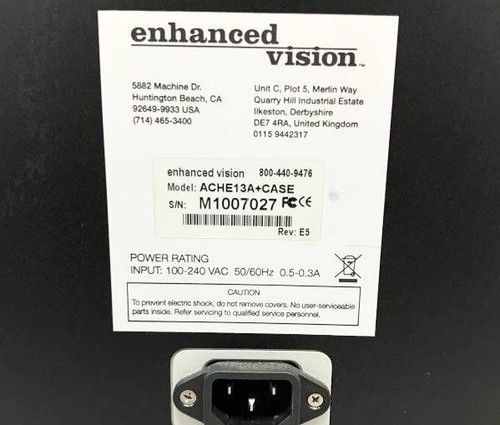 enhanced
vision™
5882 Machine Dr.
Huntington Beach, CA
92649-9933 USA
(714) 465-3400
Unit C, Plot 5, Merlin Way
Quarry Hill Industrial Estate
Ilkeston, Derbyshire
DE7 4RA, United Kingdom
0115 9442317
enhanced vision 800-440-9476
Model: ACHE13A+CASE
S/N: M1007027 FC CE
Rev: E5
POWER RATING
INPUT: 100-240 VAC 50/60Hz 0.5-0.3A
CAUTION
To prevent electric shock, do not remove covers. No user-serviceable
parts inside. Refer servicing to qualified service personnel.